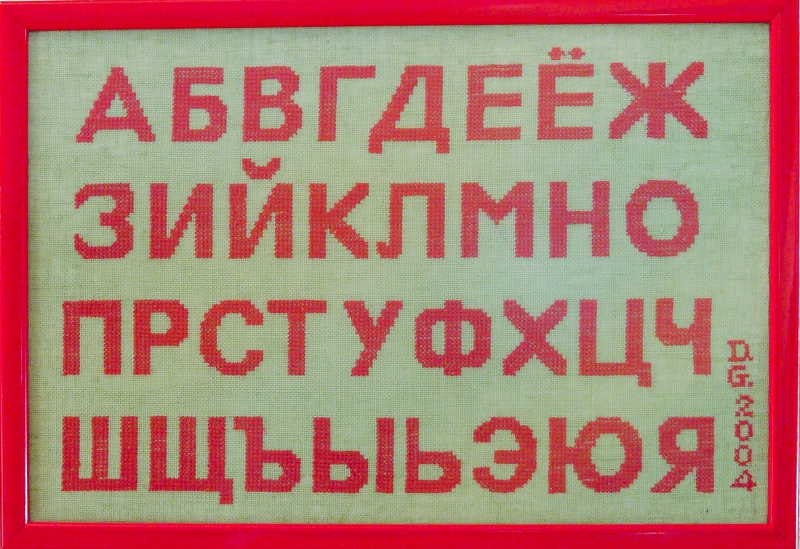 АБВГДЕЁЖ
ЗИЙКЛМНО
ПРСТУФХЦЧ
ШЩЪЫЬЭЮЯ
D.G. 2004